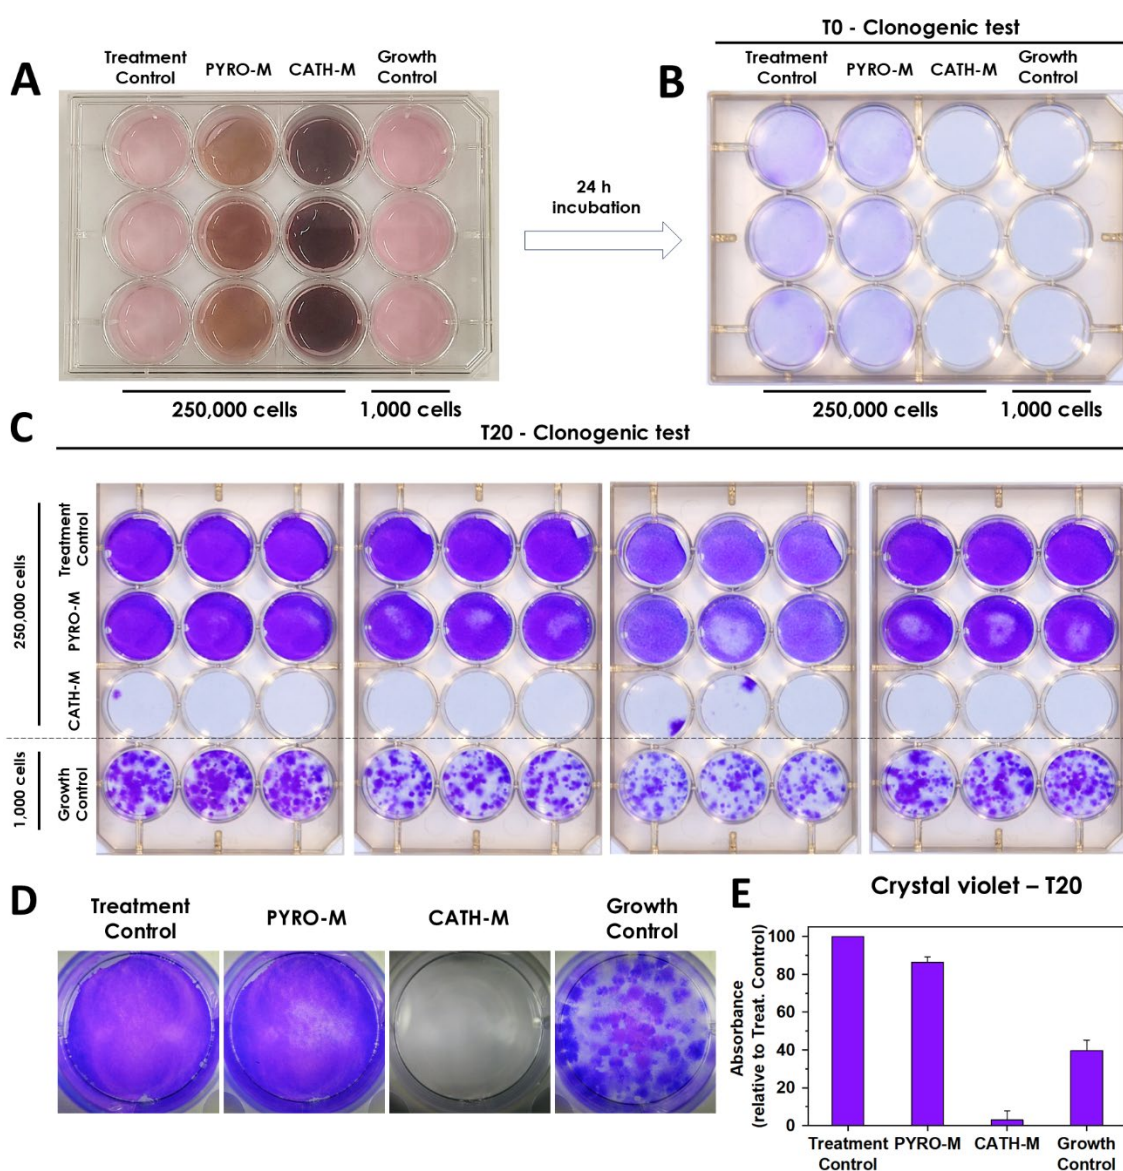 T0 - Clonogenic test
A
Treatment
Control
PYRO-M
CATH-M
Growth
Control
B
Treatment
Control
PYRO-M
CATH-M
Growth
Control
24 h
incubation
250,000 cells
1,000 cells
250,000 cells
1,000 cells
C
T20 - Clonogenic test
250,000 cells
1,000 cells
Treatment
Control
PYRO-M
CATH-M
Growth
Control
D
Treatment
Control
PYRO-M
CATH-M
Growth
Control
E
Crystal violet – T20
Absorbance
(relative to Treat. Control)
100
80
60
40
20
0
Treatment
Control
PYRO-M
CATH-M
Growth
Control